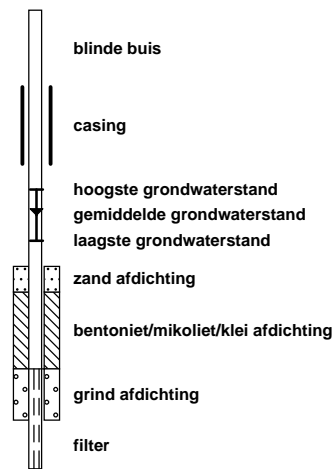 blinde buis
casing
hoogste grondwaterstand
gemiddelde grondwaterstand
laagste grondwaterstand
zand afdichting
bentoniet/mikoliet/klei afdichting
grind afdichting
filter